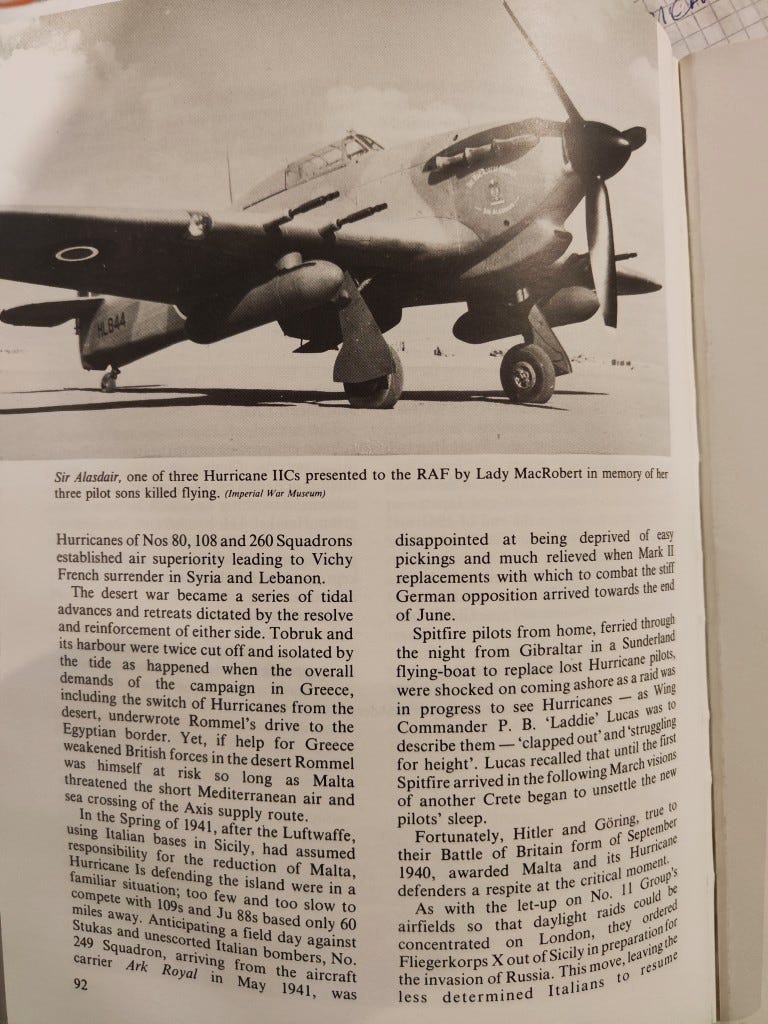 HL844
Sir Alasdair, one of three Hurricane IICs presented to the RAF by Lady MacRobert in memory of her
three pilot sons killed flying. (Imperial War Museum)
Hurricanes of Nos 80, 108 and 260 Squadrons
established air superiority leading to Vichy
French surrender in Syria and Lebanon.
The desert war became a series of tidal
advances and retreats dictated by the resolve
and reinforcement of either side. Tobruk and
its harbour were twice cut off and isolated by
the tide as happened when the overall
demands of the campaign in Greece,
including the switch of Hurricanes from the
desert, underwrote Rommel's drive to the
Egyptian border. Yet, if help for Greece
weakened British forces in the desert Rommel
was himself at risk so long as Malta
threatened the short Mediterranean air and
sea crossing of the Axis supply route.
In the Spring of 1941, after the Luftwaffe,
using Italian bases in Sicily, had assumed
responsibility for the reduction of Malta,
Hurricane Is defending the island were in a
familiar situation; too few and too slow to
compete with 109s and Ju 88s based only 60
miles away. Anticipating a field day against
Stukas and unescorted Italian bombers, No.
249 Squadron, arriving from the aircraft
carrier Ark Royal in May 1941, was
92
disappointed at being deprived of easy
pickings and much relieved when Mark II
replacements with which to combat the stiff
German opposition arrived towards the end
of June.
Spitfire pilots from home, ferried through
the night from Gibraltar in a Sunderland
flying-boat to replace lost Hurricane pilots,
were shocked on coming ashore as a raid was
in progress to see Hurricanes — as Wing
Commander P. B. 'Laddie' Lucas was to
describe them — 'clapped out' and 'struggling
for height'. Lucas recalled that until the first
Spitfire arrived in the following March visions
of another Crete began to unsettle the new
pilots' sleep.
Fortunately, Hitler and Göring, true to
their Battle of Britain form of September
1940, awarded Malta and its Hurricane
defenders a respite at the critical moment.
As with the let-up on No. 11 Group's
airfields so that daylight raids could be
concentrated on London, they ordered
Fliegerkorps X out of Sicily in preparation for
the invasion of Russia. This move, leaving the
less determined Italians to resume